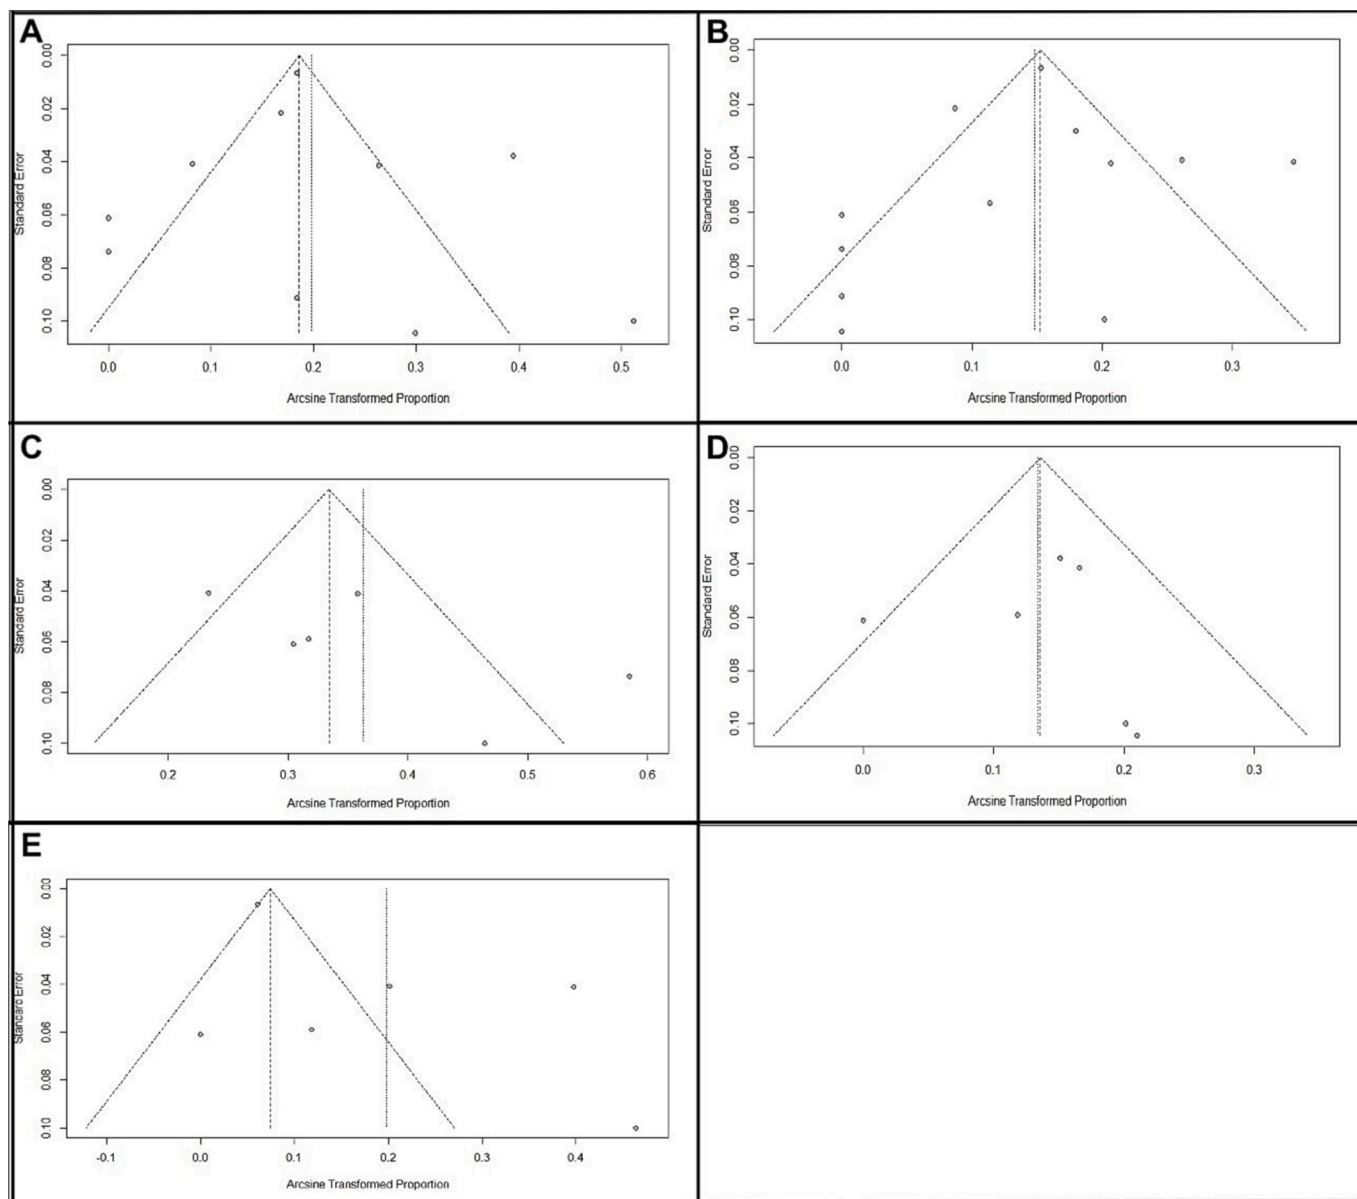 A
0.00
0.02
0.04
0.06
0.08
0.10
Standard Error
0.0 0.1 0.2 0.3 0.4 0.5
Arcsine Transformed Proportion
B
0.00
0.02
0.04
0.06
0.08
0.10
Standard Error
0.0 0.1 0.2 0.3
Arcsine Transformed Proportion
C
0.00
0.02
0.04
0.06
0.08
0.10
Standard Error
0.2 0.3 0.4 0.5 0.6
Arcsine Transformed Proportion
D
0.00
0.02
0.04
0.06
0.08
0.10
Standard Error
0.0 0.1 0.2 0.3
Arcsine Transformed Proportion
E
0.00
0.02
0.04
0.06
0.08
0.10
Standard Error
-0.1 0.0 0.1 0.2 0.3 0.4
Arcsine Transformed Proportion